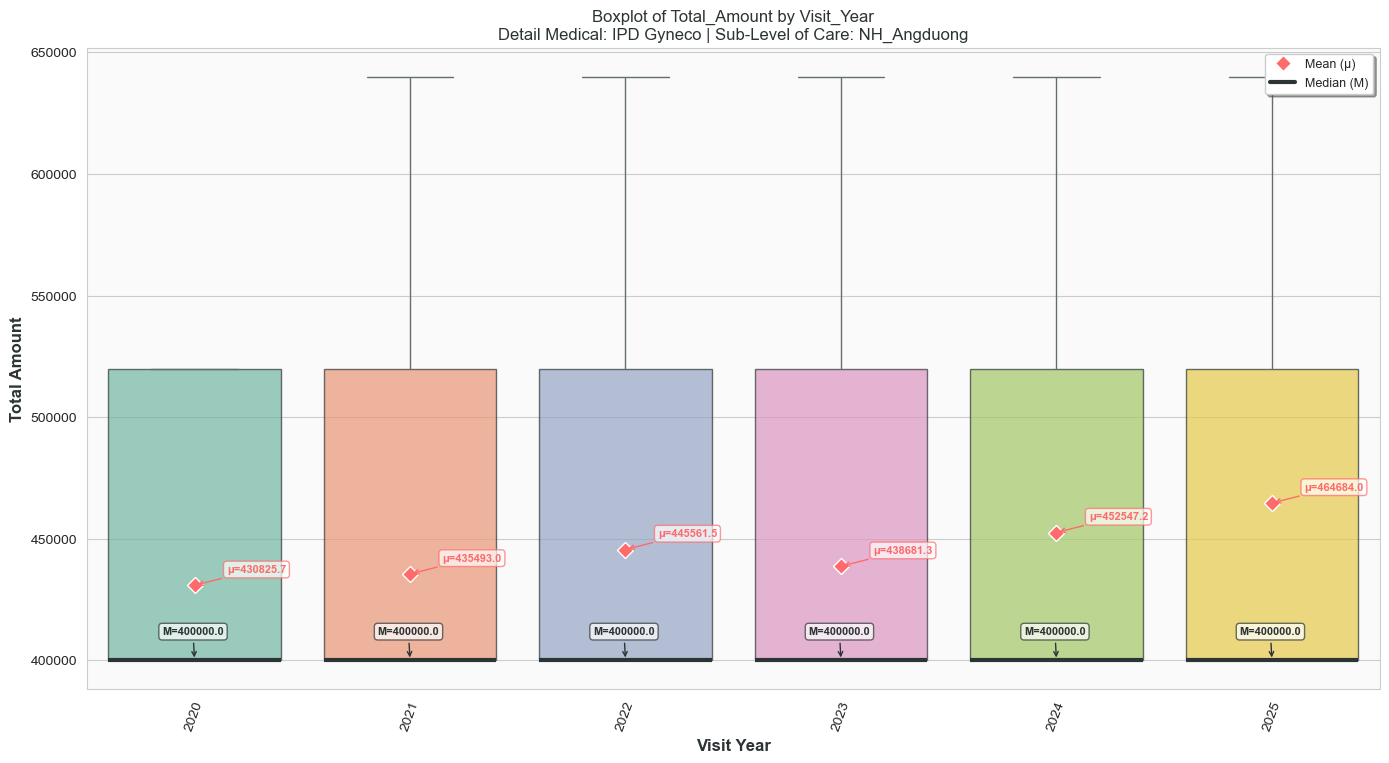 Boxplot of Total_Amount by Visit_Year
Detail Medical: IPD Gyneco | Sub-Level of Care: NH_Angduong
Mean (μ)
Median (M)
Total Amount
650000
600000
550000
500000
450000
400000
μ=430825.7
μ=435493.0
μ=445561.5
μ=438681.3
μ=452547.2
μ=464684.0
M=400000.0
M=400000.0
M=400000.0
M=400000.0
M=400000.0
M=400000.0
2020
2021
2022
2023
2024
2025
Visit Year